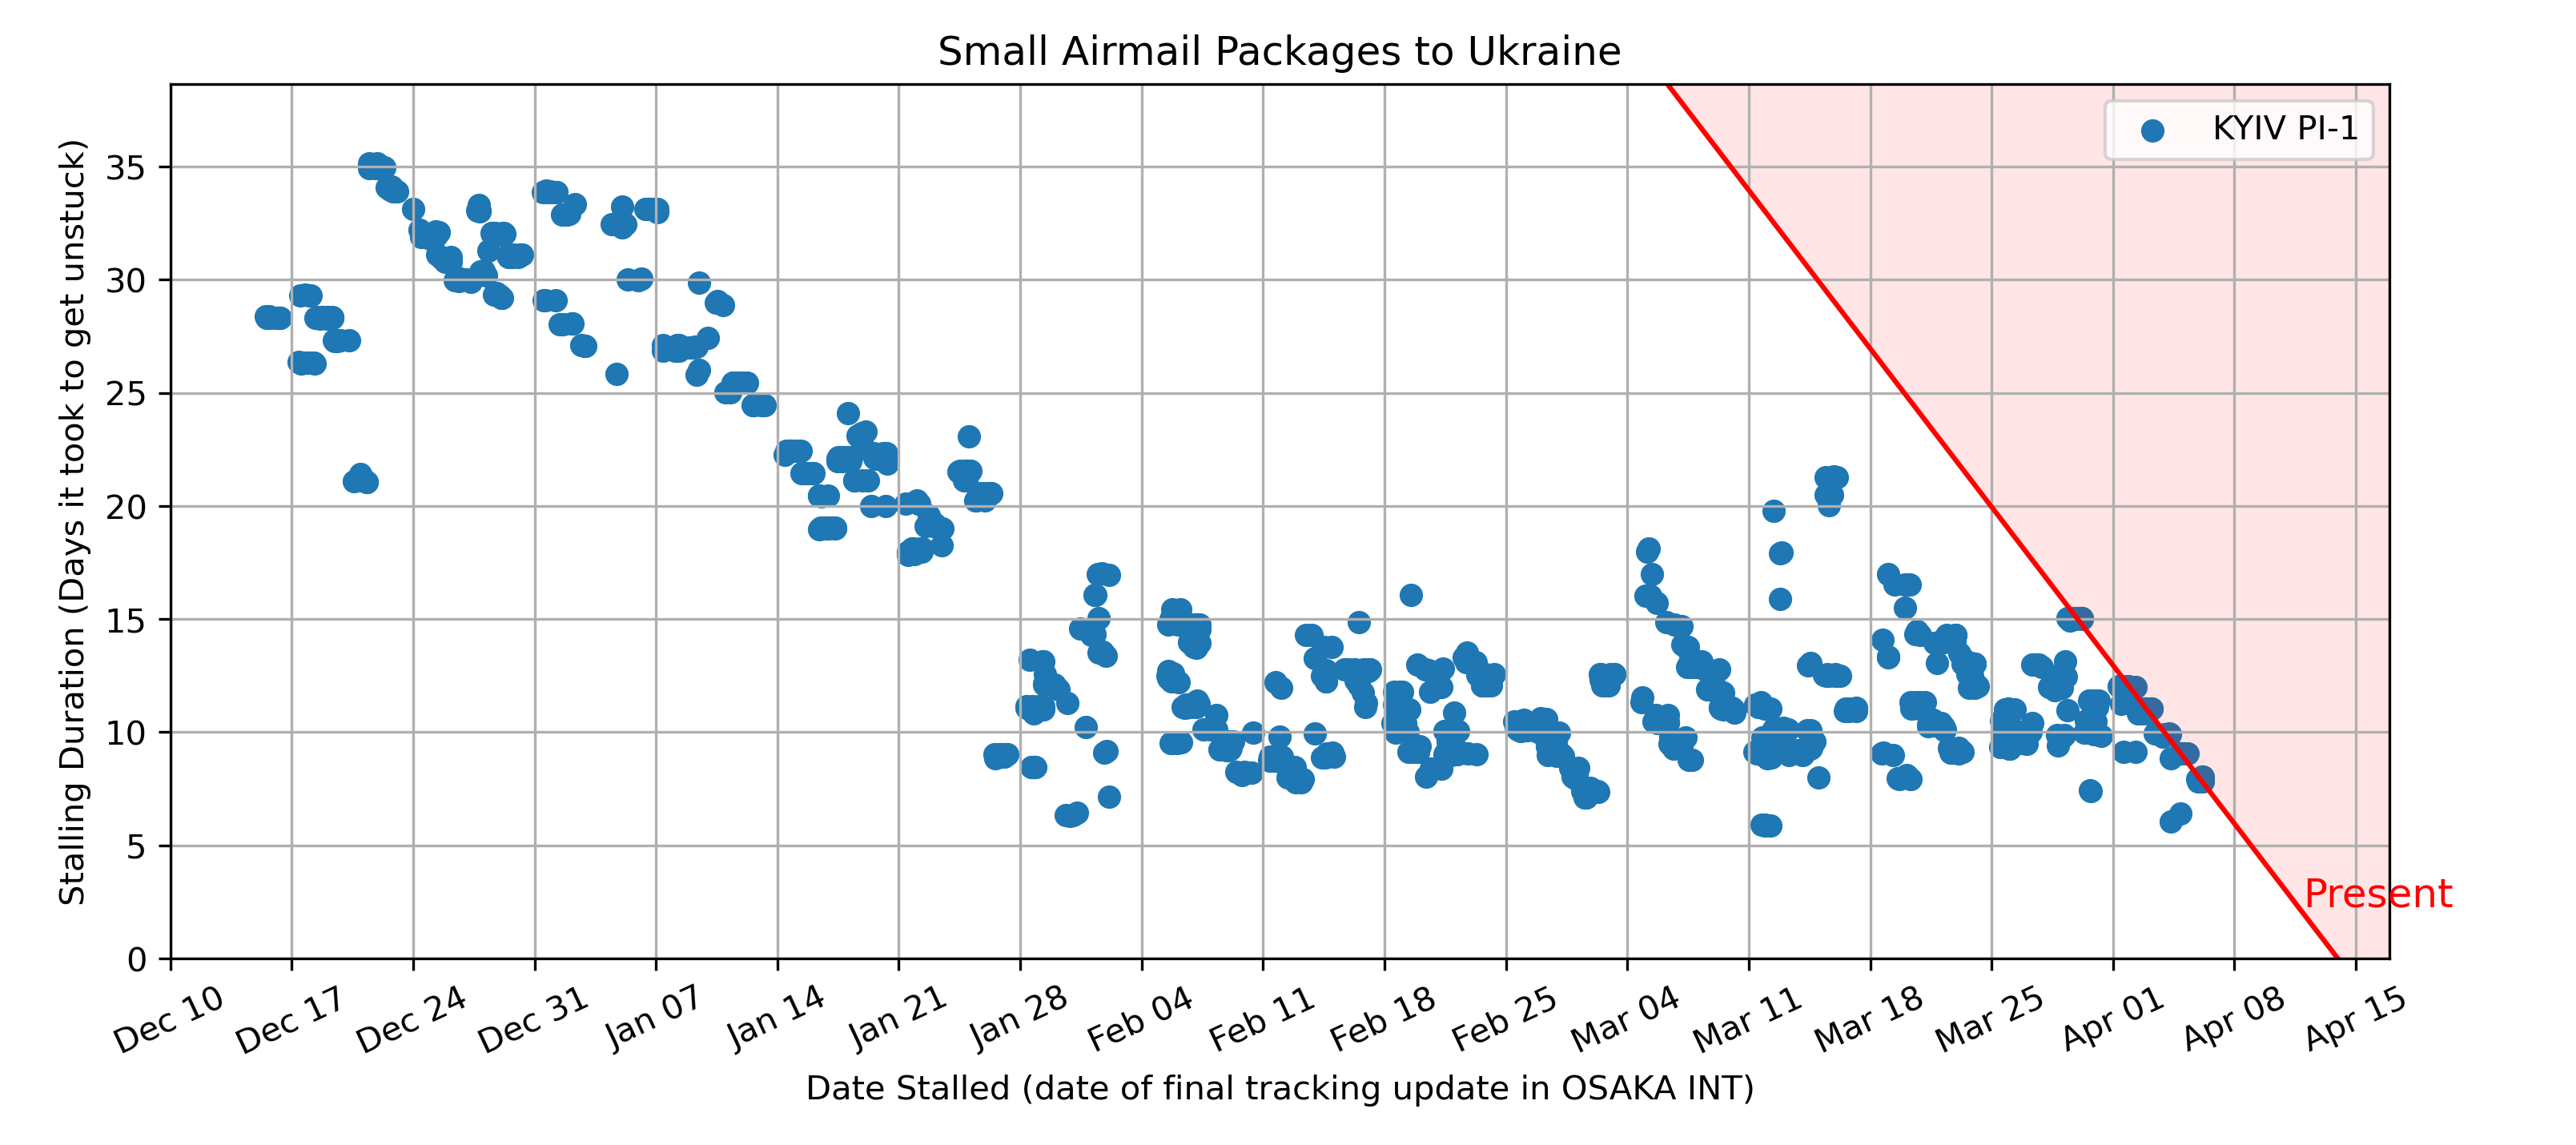 Small Airmail Packages to Ukraine
KYIV PI-1
Stalling Duration (Days it took to get unstuck)
35
30
25
20
15
10
5
0
Present
Dec 10
Dec 17
Dec 24
Dec 31
Jan 07
Jan 14
Jan 21
Jan 28
Feb 04
Feb 11
Feb 18
Feb 25
Mar 04
Mar 11
Mar 18
Mar 25
Apr 01
Apr 08
Apr 15
Date Stalled (date of final tracking update in OSAKA INT)